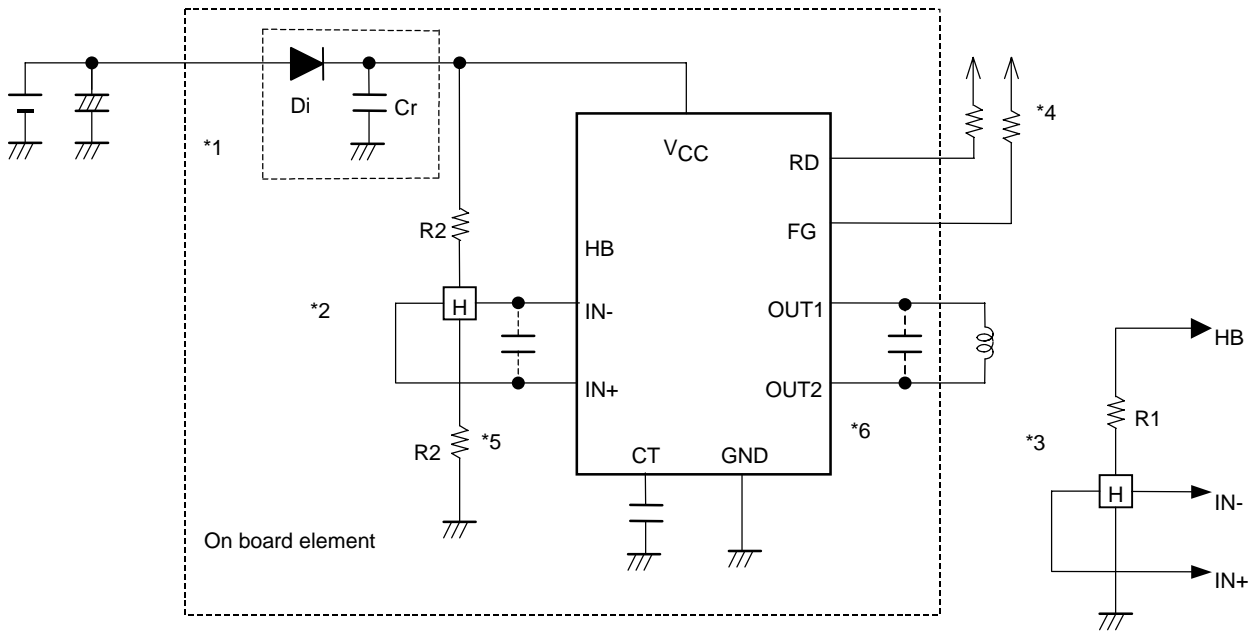 Di
Cr
*1
*4
VCC
RD
R2
FG
HB
*2
H
IN-
OUT1
HB
IN+
OUT2
R1
R2
*5
*6
*3
CT
GND
H
IN-
On board element
IN+